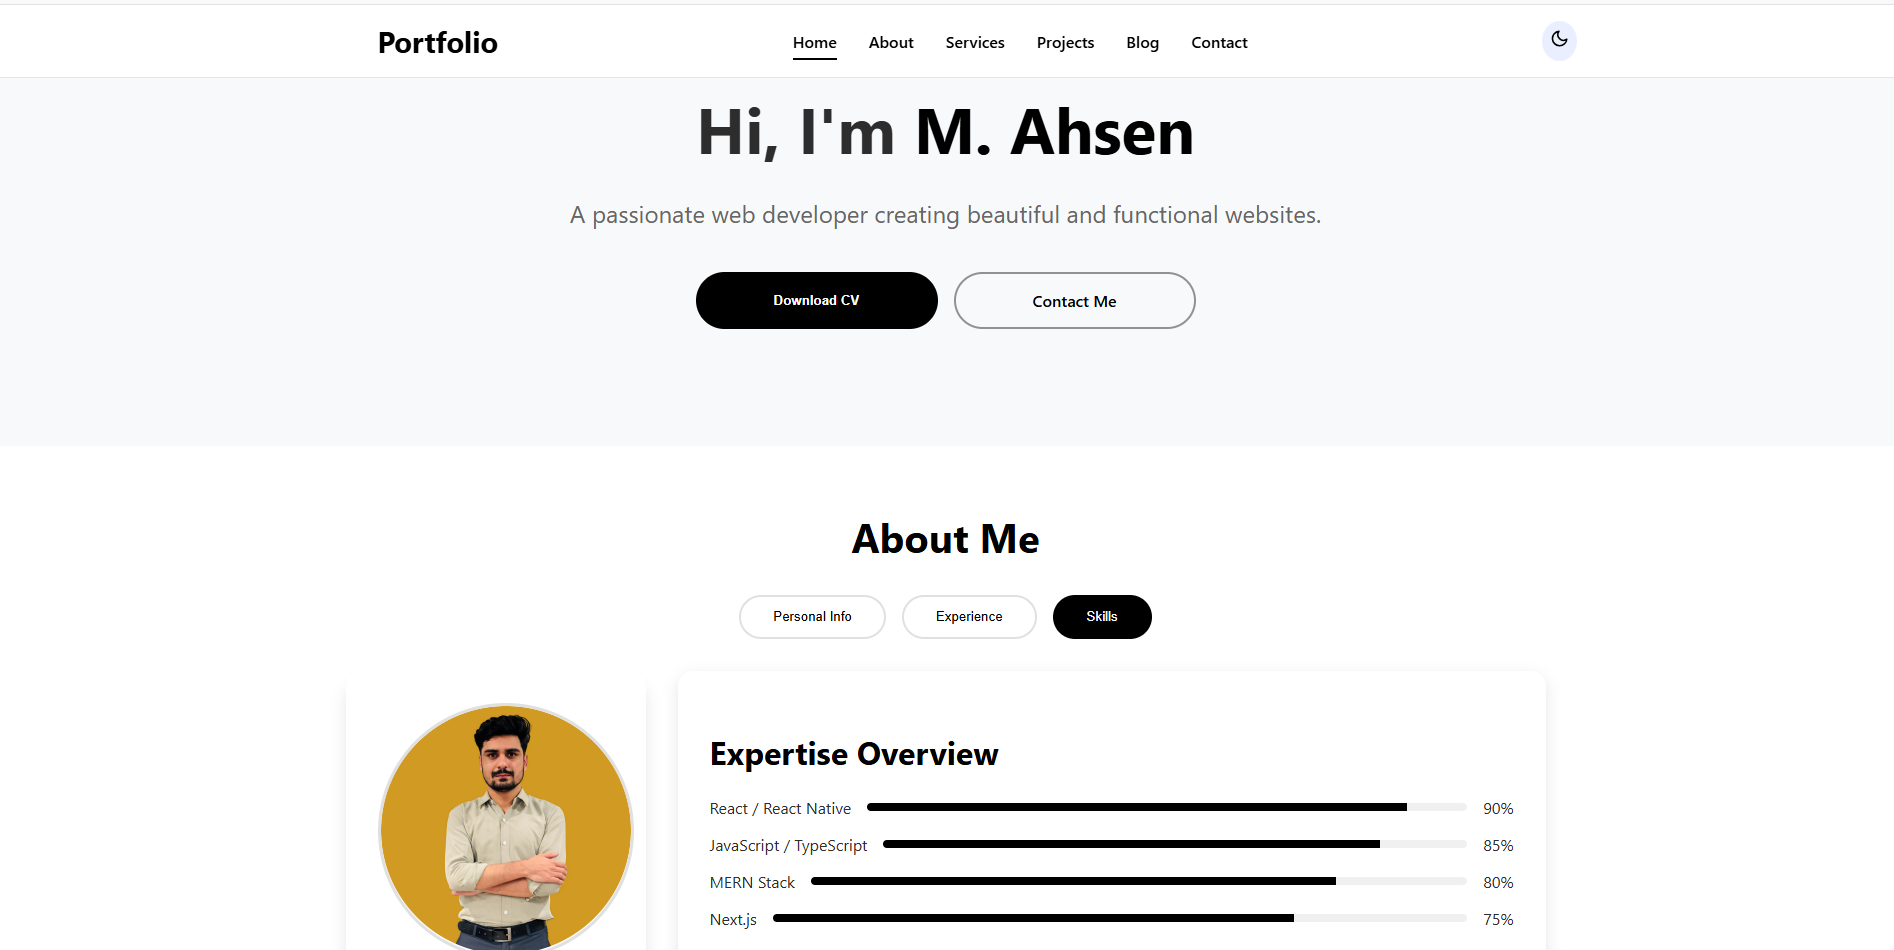 Portfolio
Home About Services Projects Blog Contact
Hi, I'm M. Ahsen
A passionate web developer creating beautiful and functional websites.
Download CV Contact Me
About Me
Personal Info Experience Skills
Expertise Overview
React / React Native 90%
JavaScript / TypeScript 85%
MERN Stack 80%
Next.js 75%